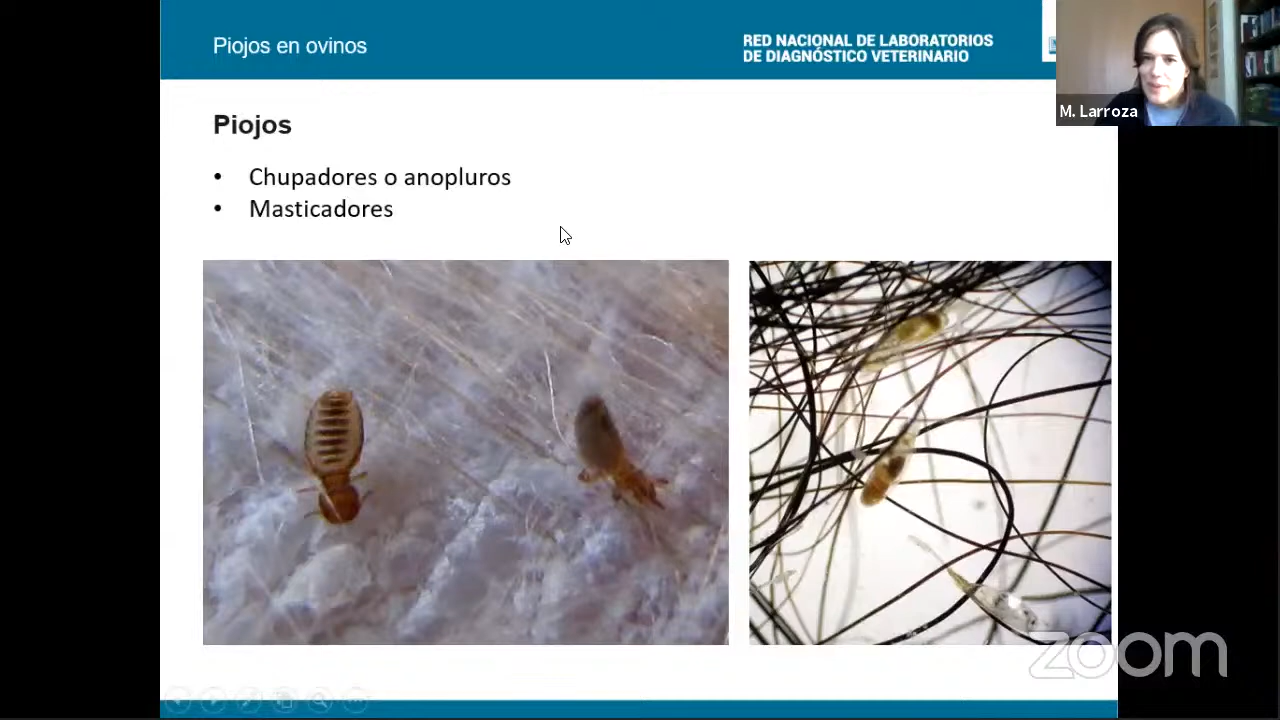 Piojos en ovinos
RED NACIONAL DE LABORATORIOS
DE DIAGNÓSTICO VETERINARIO
M. Larroza
Piojos
• Chupadores o anopluros
• Masticadores
zoom